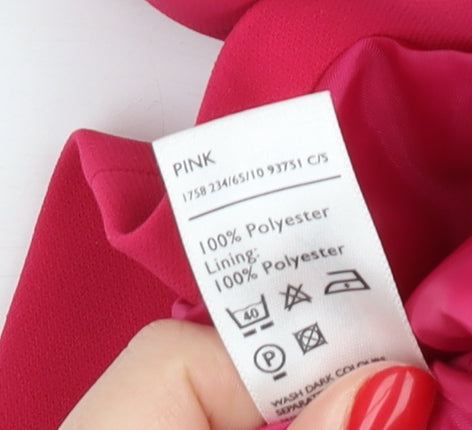 PINK
1758 234/65/10 93751 C/S
100% Polyester
Lining:
100% Polyester
40
P
WASH DARK COLOURS